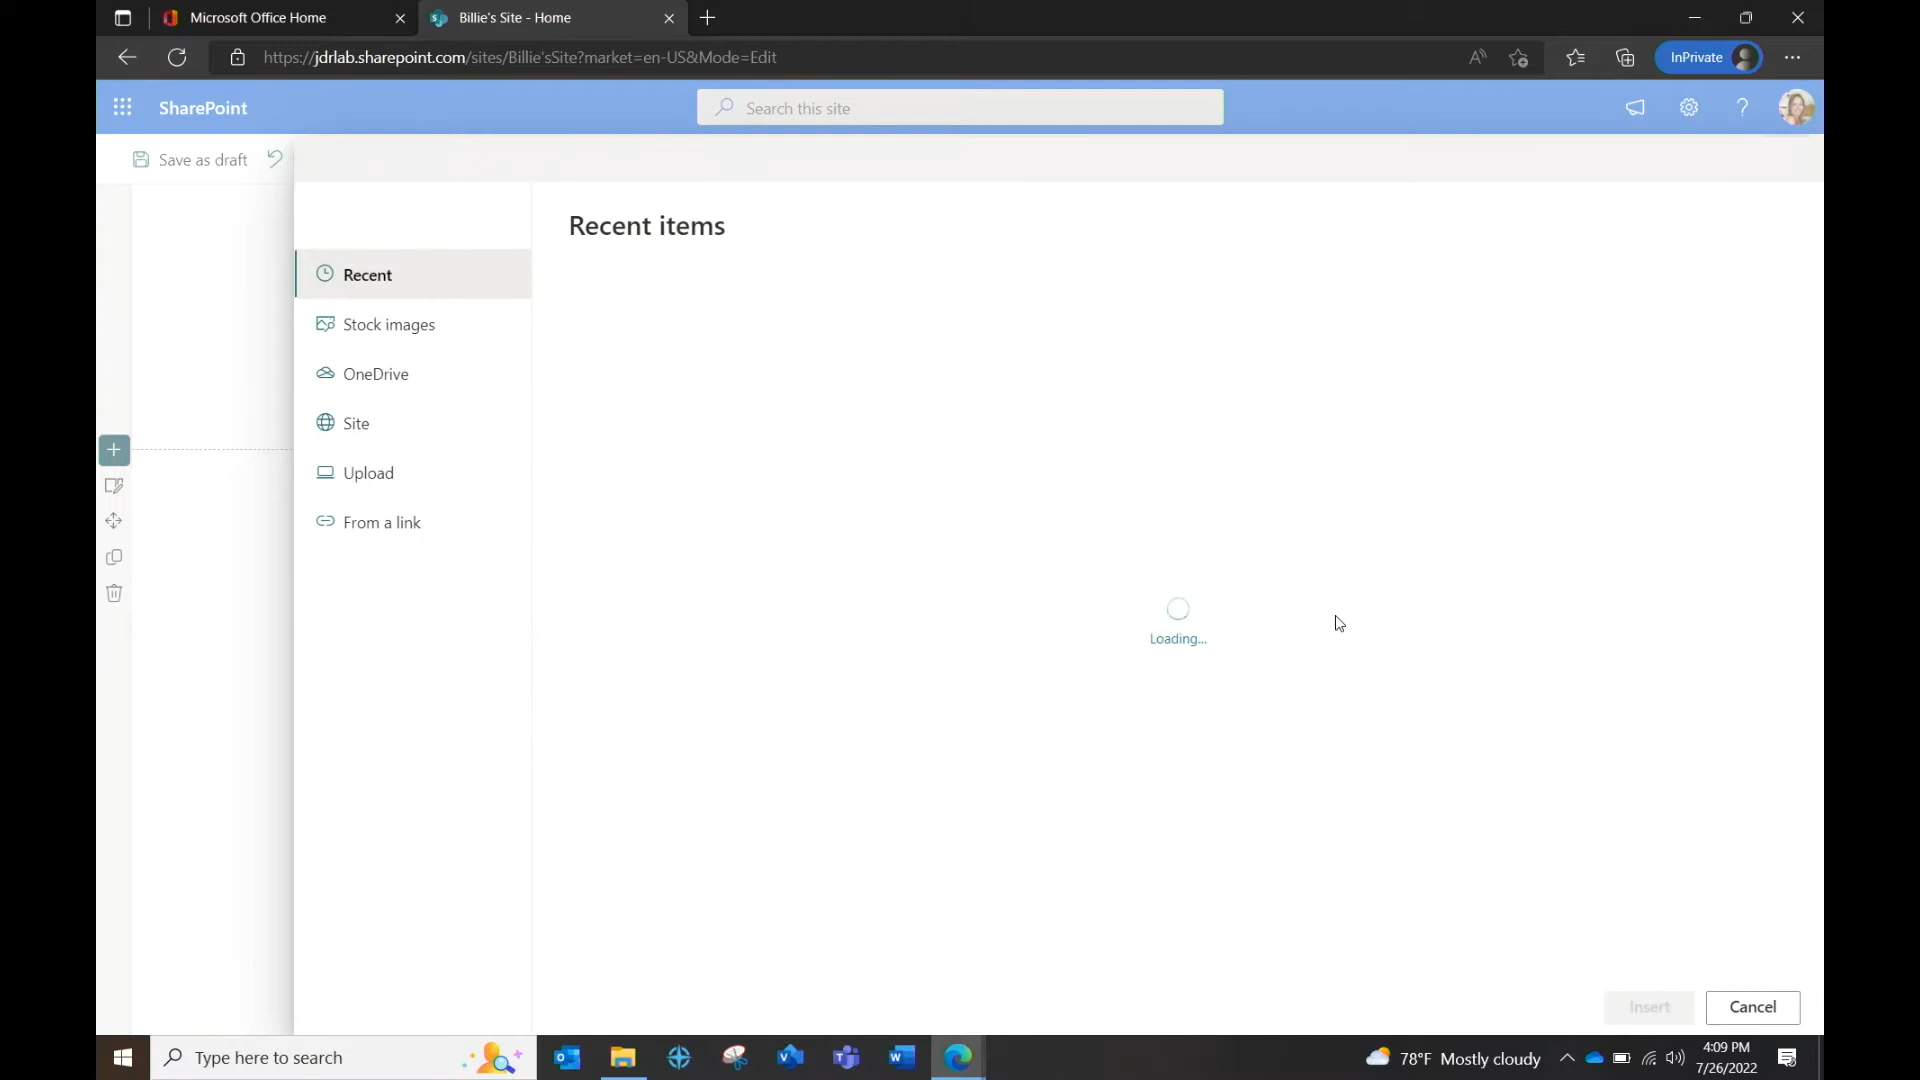 Microsoft Office Home
Billie's Site - Home
https://jdrlab.sharepoint.com/sites/Billie'sSite?market=en-US&Mode=Edit
InPrivate
SharePoint
Search this site
Save as draft
Recent items
Recent
Stock images
OneDrive
Site
Upload
From a link
Loading...
Insert
Cancel
Type here to search
78°F Mostly cloudy
4:09 PM
7/26/2022